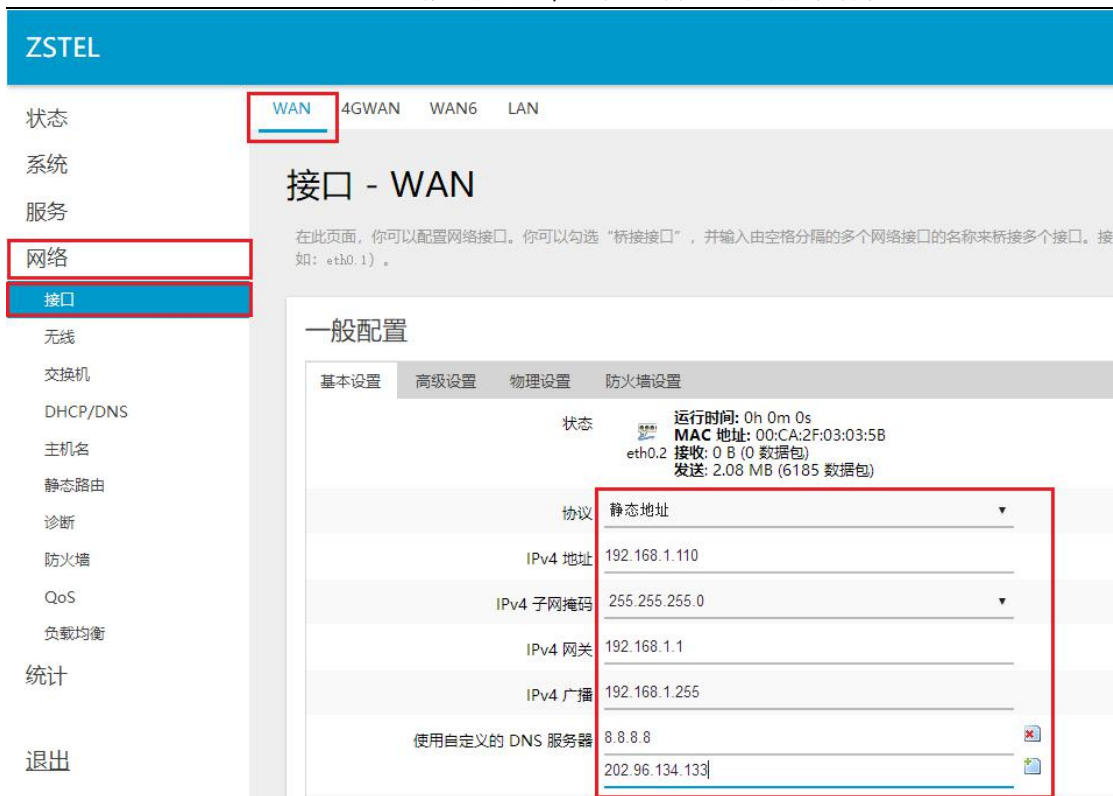 ZSTEL
状态
系统
服务
网络
接口
无线
交换机
DHCP/DNS
主机名
静态路由
诊断
防火墙
QoS
负载均衡
统计
退出
WAN 4GWAN WAN6 LAN
接口 - WAN
在此页面，你可以配置网络接口。你可以勾选“桥接接口”，并输入由空格分隔的多个网络接口的名称来桥接多个接口。接
如：eth0.1）。
一般配置
基本设置 高级设置 物理设置 防火墙设置
状态
eth0.2
运行时间: 0h 0m 0s
MAC 地址: 00:CA:2F:03:03:5B
接收: 0 B (0 数据包)
发送: 2.08 MB (6185 数据包)
协议 静态地址
IPv4 地址 192.168.1.110
IPv4 子网掩码 255.255.255.0
IPv4 网关 192.168.1.1
IPv4 广播 192.168.1.255
使用自定义的 DNS 服务器 8.8.8.8
202.96.134.133